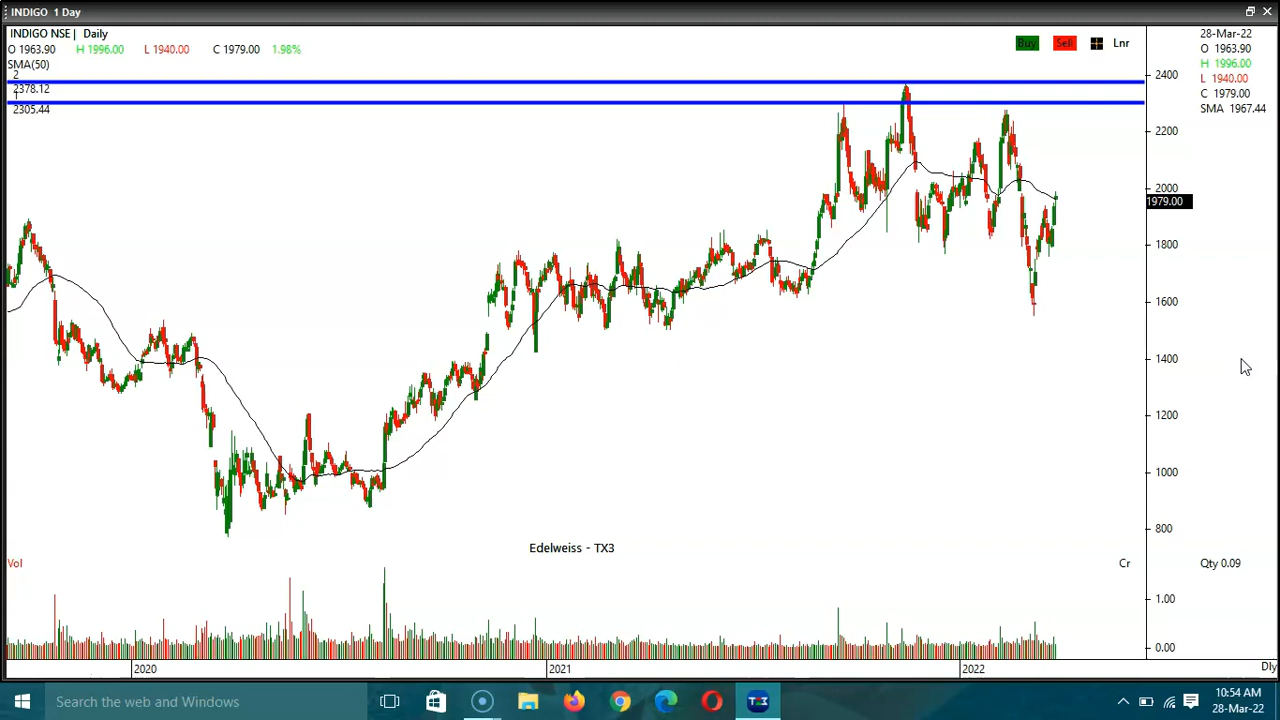 INDIGO 1 Day
INDIGO NSE | Daily
O 1963.90 H 1996.00 L 1940.00 C 1979.00 1.98%
SMA(50)
2
2378.12
1
2305.44
Buy Sell Lnr
28-Mar-22
O 1963.90
H 1996.00
L 1940.00
C 1979.00
SMA 1967.44
2400
2200
2000
1979.00
1800
1600
1400
1200
1000
800
Edelweiss - TX3
Vol Cr Qty 0.09
1.00
0.00
2020 2021 2022 Dly
Search the web and Windows
TX3
10:54 AM
28-Mar-22